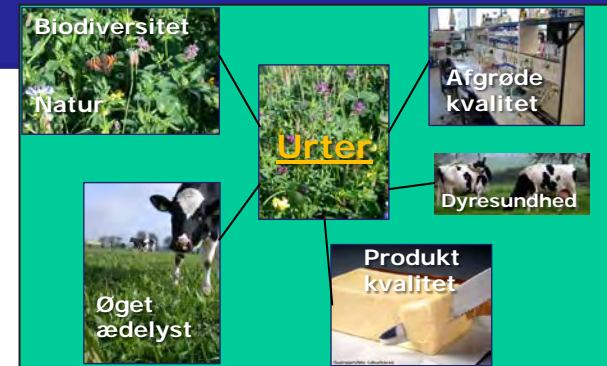 Biodiversitet
Natur
Urter
Afgrøde
kvalitet
Dyresundhed
Øget
ædelyst
Produkt
kvalitet